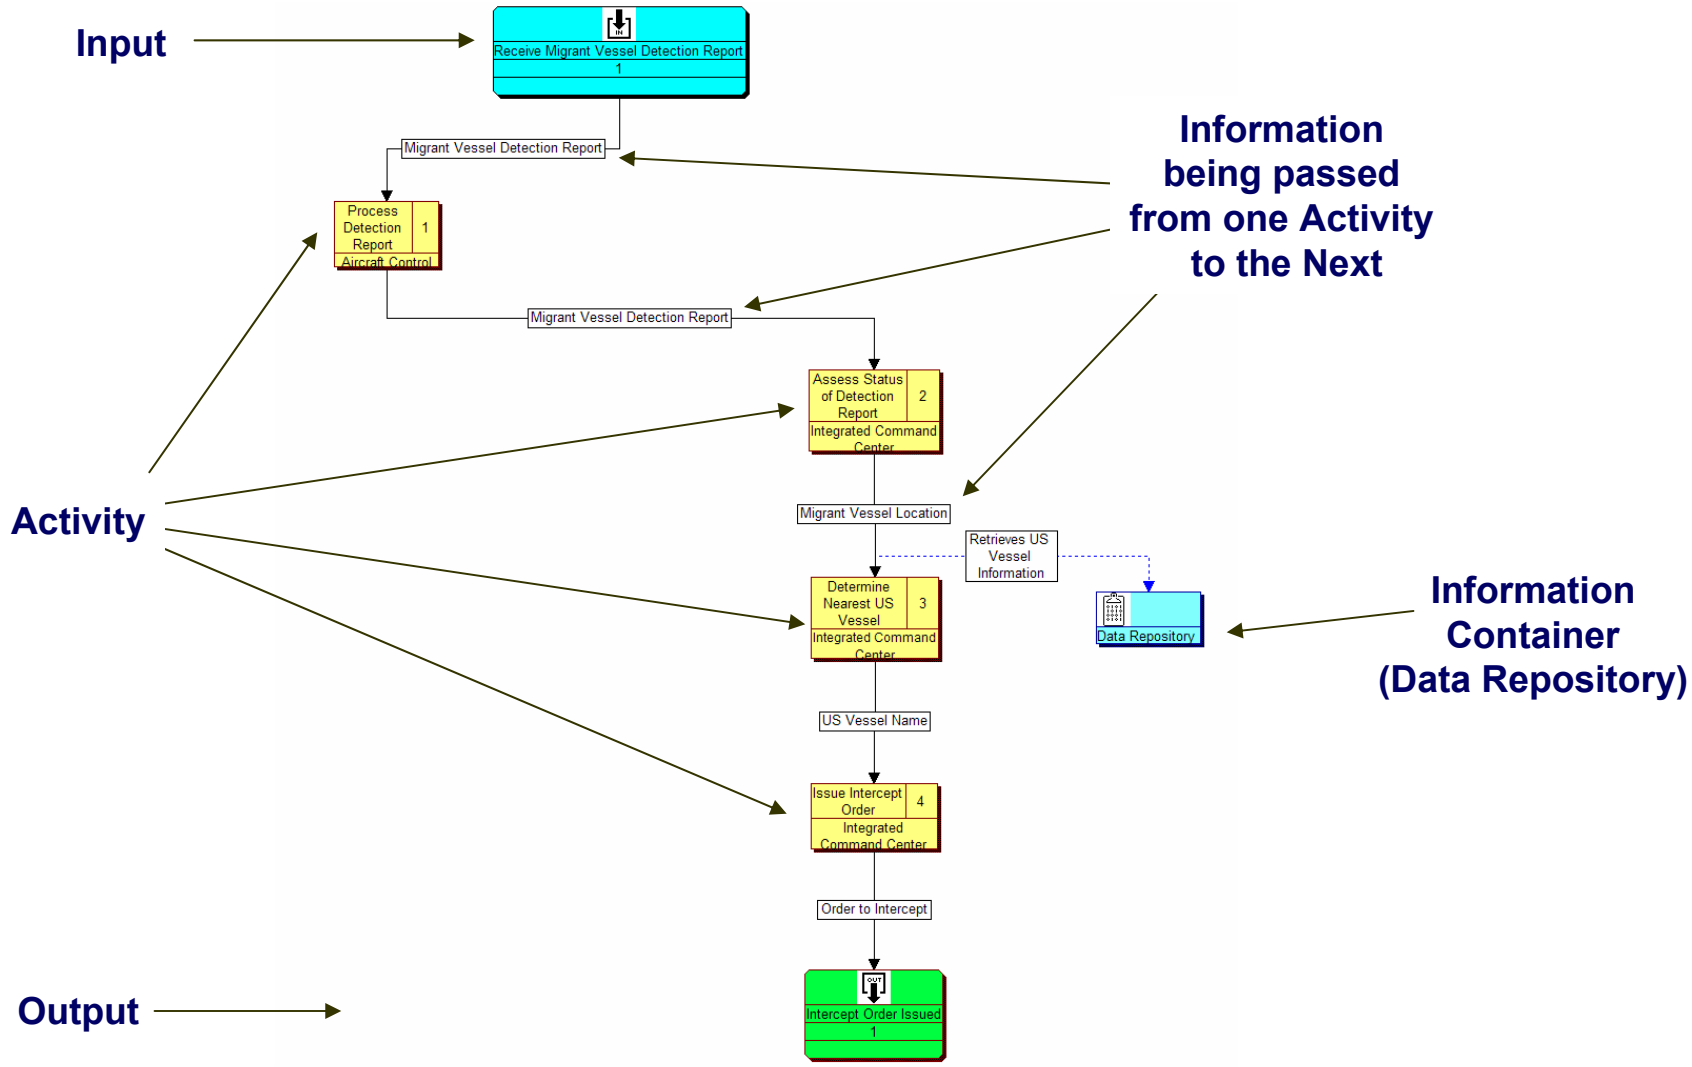 Input
IN
Receive Migrant Vessel Detection Report
1
Migrant Vessel Detection Report
Information
being passed
from one Activity
to the Next
Process
Detection
Report
1
Aircraft Control
Migrant Vessel Detection Report
Assess Status
of Detection
Report
2
Integrated Command
Center
Activity
Migrant Vessel Location
Retrieves US
Vessel
Information
Determine
Nearest US
Vessel
3
Integrated Command
Center
Data Repository
Information
Container
(Data Repository)
US Vessel Name
Issue Intercept
Order
4
Integrated
Command Center
Order to Intercept
Output
OUT
Intercept Order Issued
1